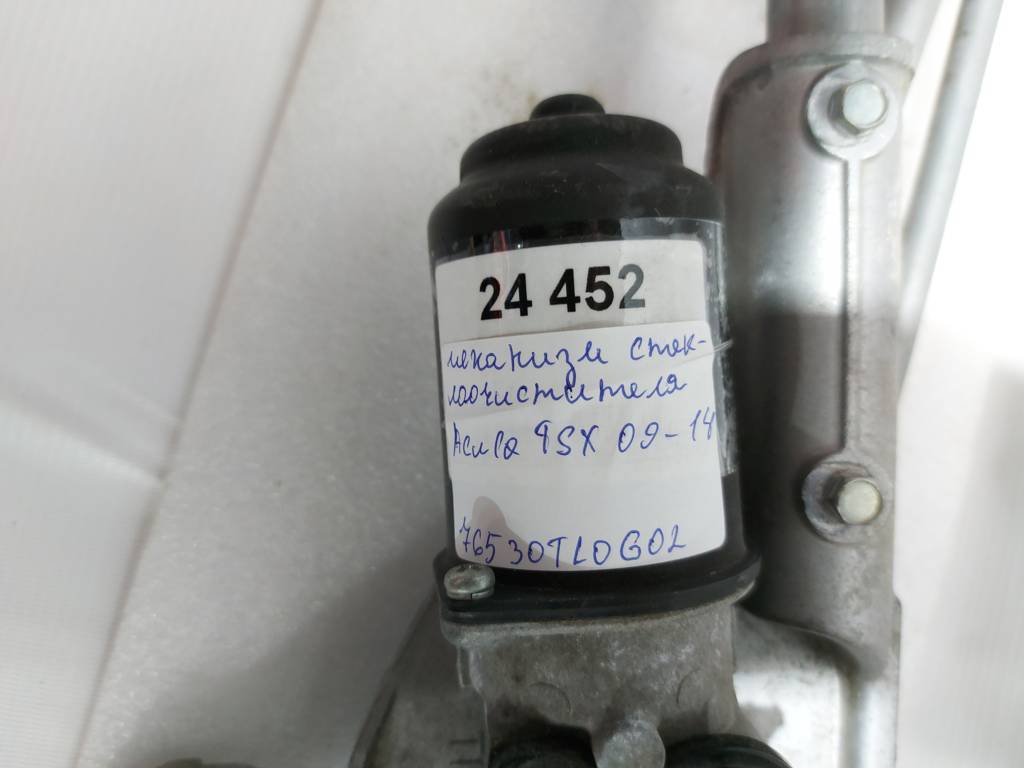 24 452
механизм стек-
лоочистителя
Acura TSX 09-14
76530TL0G02